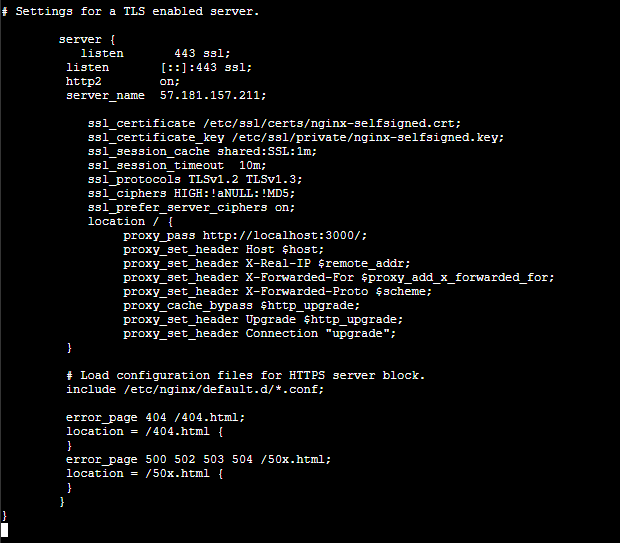 # Settings for a TLS enabled server.
server {
listen 443 ssl;
listen [::]:443 ssl;
http2 on;
server_name 57.181.157.211;
ssl_certificate /etc/ssl/certs/nginx-selfsigned.crt;
ssl_certificate_key /etc/ssl/private/nginx-selfsigned.key;
ssl_session_cache shared:SSL:1m;
ssl_session_timeout 10m;
ssl_protocols TLSv1.2 TLSv1.3;
ssl_ciphers HIGH:!aNULL:!MD5;
ssl_prefer_server_ciphers on;
location / {
proxy_pass http://localhost:3000/;
proxy_set_header Host $host;
proxy_set_header X-Real-IP $remote_addr;
proxy_set_header X-Forwarded-For $proxy_add_x_forwarded_for;
proxy_set_header X-Forwarded-Proto $scheme;
proxy_cache_bypass $http_upgrade;
proxy_set_header Upgrade $http_upgrade;
proxy_set_header Connection "upgrade";
}
# Load configuration files for HTTPS server block.
include /etc/nginx/default.d/*.conf;
error_page 404 /404.html;
location = /404.html {
}
error_page 500 502 503 504 /50x.html;
location = /50x.html {
}
}
}